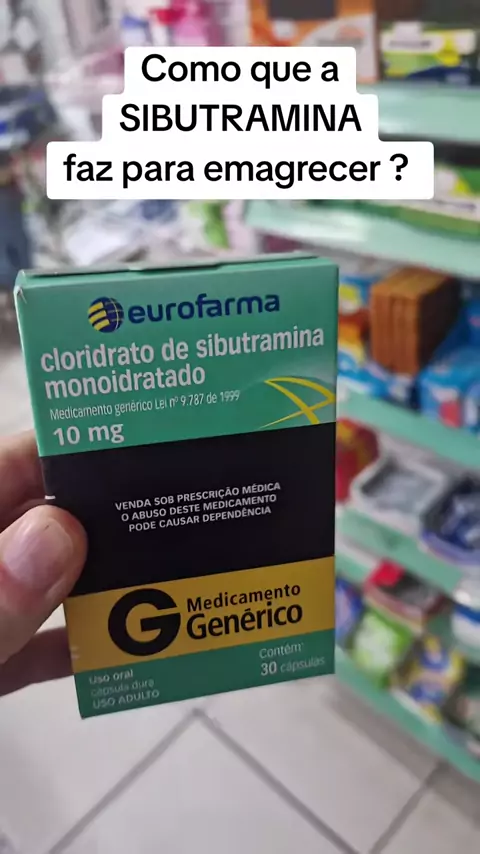 Como que a
SIBUTRAMINA
faz para emagrecer ?
eurofarma
cloridrato de sibutramina
monoidratado
Medicamento genérico Lei nº 9.787 de 1999
10 mg
VENDA SOB PRESCRIÇÃO MÉDICA
O ABUSO DESTE MEDICAMENTO
PODE CAUSAR DEPENDÊNCIA
G Medicamento
Genérico
Contém
30 cápsulas
Uso oral
cápsula dura
USO ADULTO